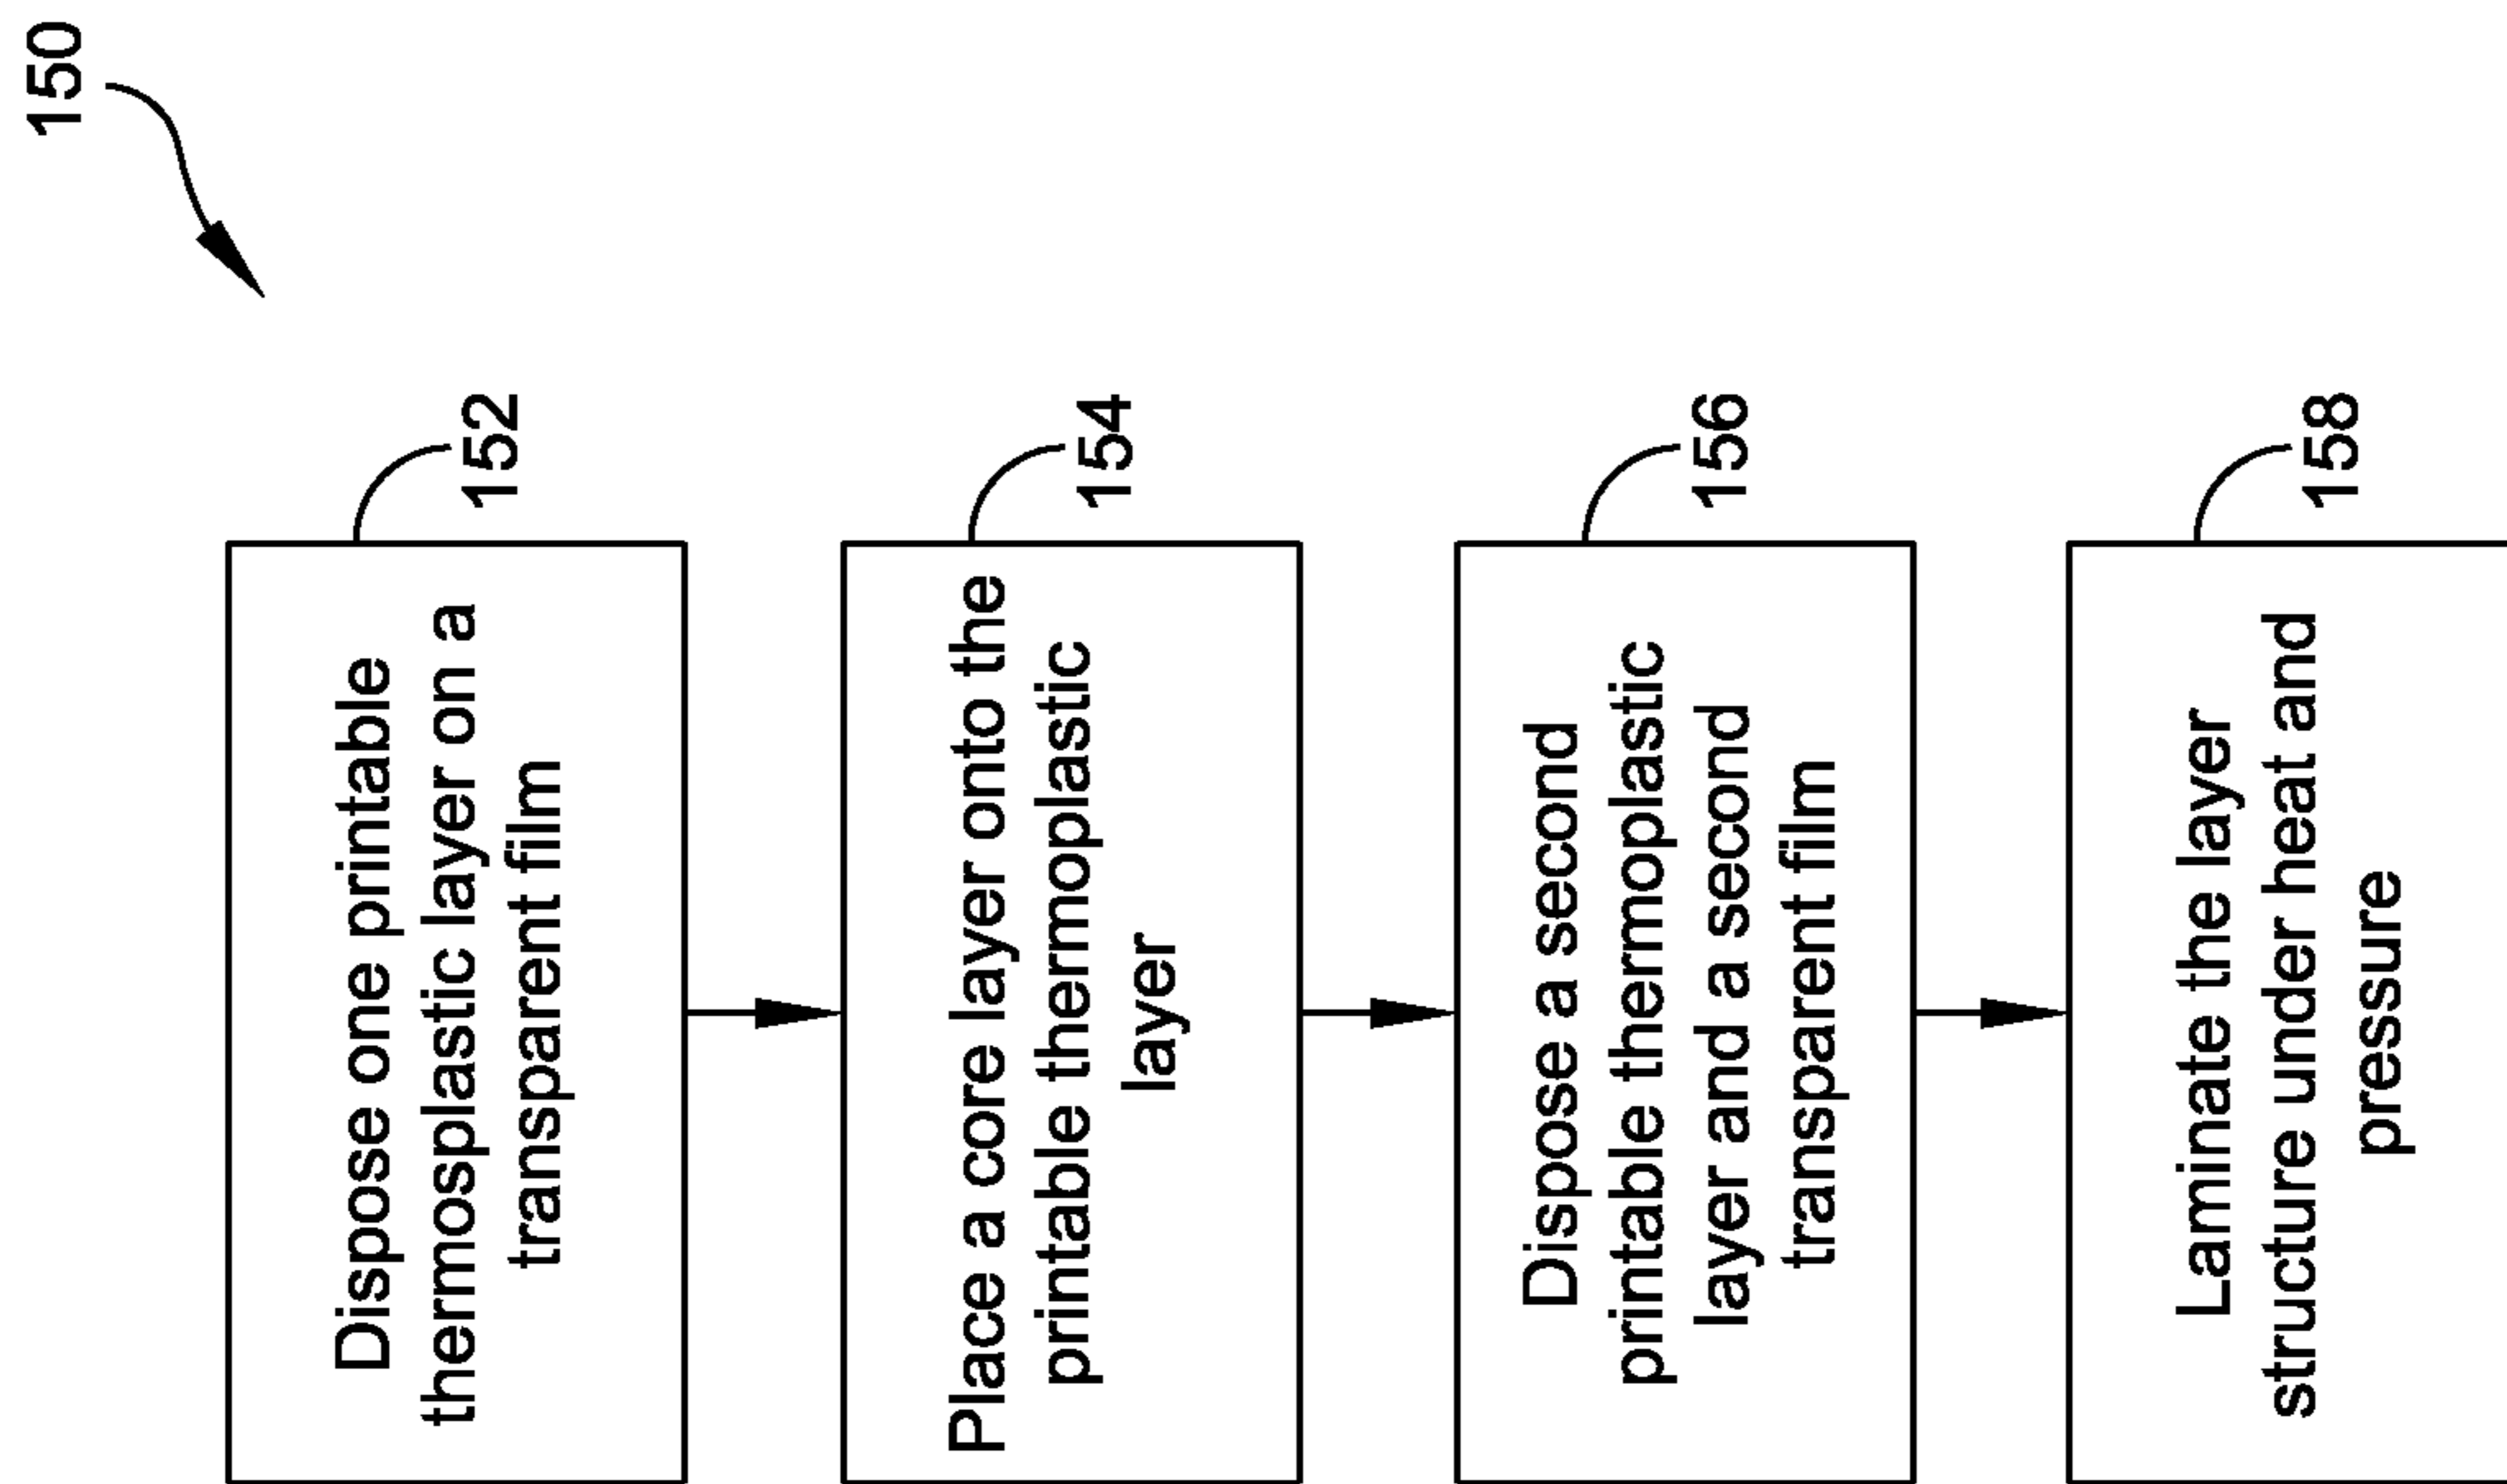 150
152
Dispose one printable
thermosplastic layer on a
transparent film
154
Place a core layer onto the
printable thermoplastic
layer
156
Dispose a second
printable thermoplastic
layer and a second
transparent film
158
Laminate the layer
structure under heat and
pressure